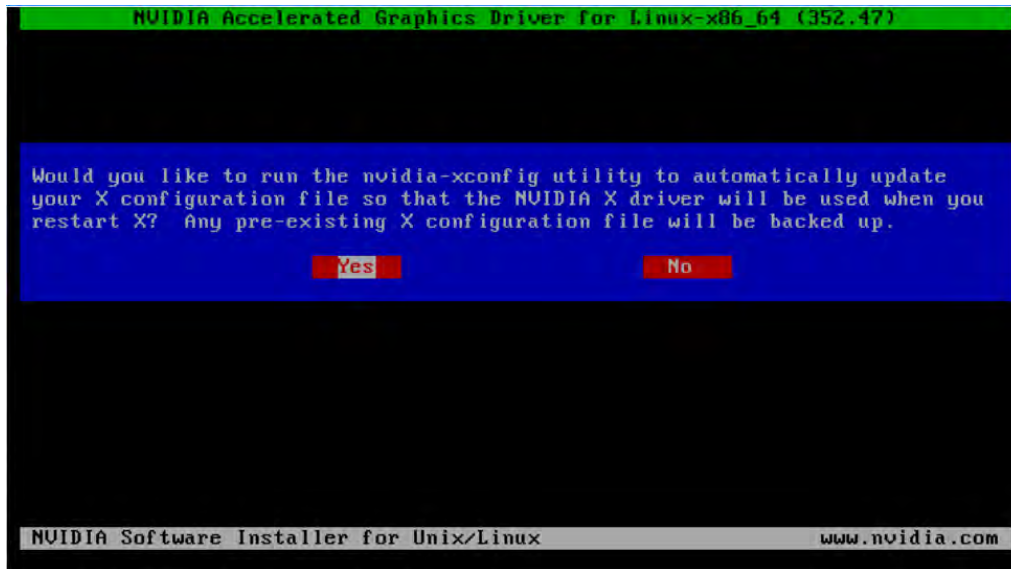 NVIDIA Accelerated Graphics Driver for Linux-x86_64 (352.47)
Would you like to run the nvidia-xconfig utility to automatically update
your X configuration file so that the NVIDIA X driver will be used when you
restart X?  Any pre-existing X configuration file will be backed up.
Yes No
NVIDIA Software Installer for Unix/Linux www.nvidia.com